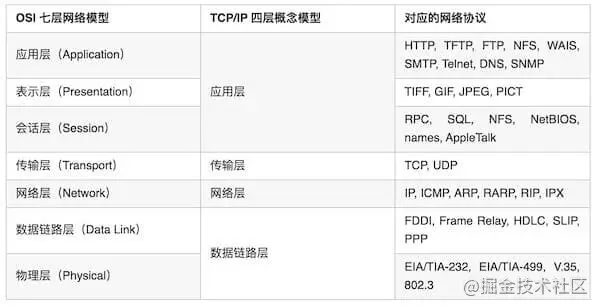 OSI 七层网络模型 TCP/IP 四层概念模型 对应的网络协议
应用层（Application） HTTP, TFTP, FTP, NFS, WAIS,
SMTP, Telnet, DNS, SNMP
表示层（Presentation） 应用层 TIFF, GIF, JPEG, PICT
会话层（Session） RPC, SQL, NFS, NetBIOS,
names, AppleTalk
传输层（Transport） 传输层 TCP, UDP
网络层（Network） 网络层 IP, ICMP, ARP, RARP, RIP, IPX
数据链路层（Data Link） FDDI, Frame Relay, HDLC, SLIP,
PPP
数据链路层
物理层（Physical） EIA/TIA-232, EIA/TIA-499, V.35,
802.3
@掘金技术社区